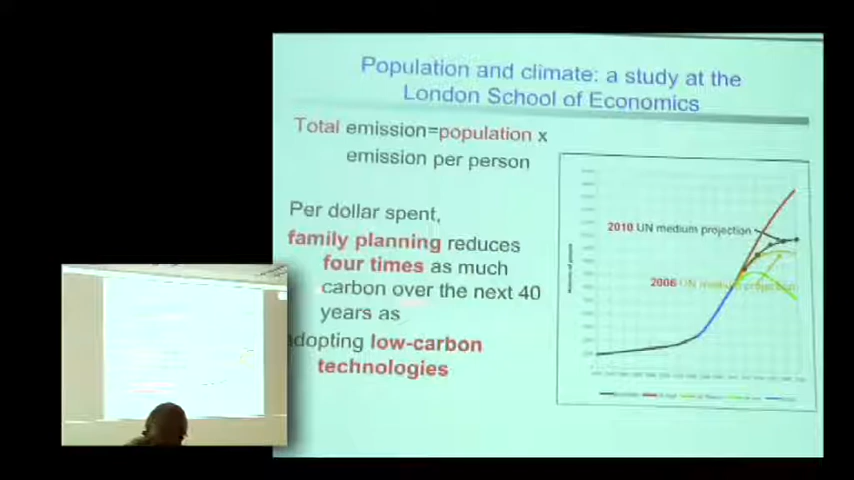 Population and climate: a study at the
London School of Economics
Total emission=population x
emission per person
Per dollar spent,
family planning reduces
four times as much
carbon over the next 40
years as
adopting low-carbon
technologies
2010 UN medium projection
2006 UN medium projection